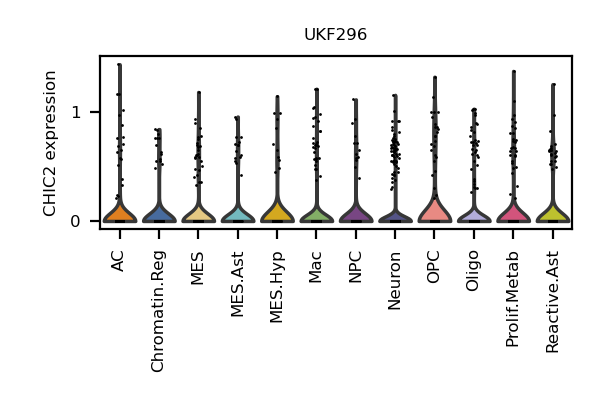 UKF296
CHIC2 expression
1
0
AC
Chromatin.Reg
MES
MES.Ast
MES.Hyp
Mac
NPC
Neuron
OPC
Oligo
Prolif.Metab
Reactive.Ast